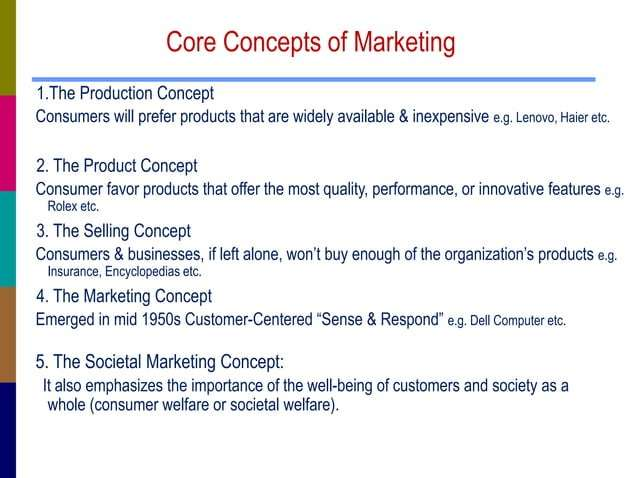 Core Concepts of Marketing
1.The Production Concept
Consumers will prefer products that are widely available & inexpensive e.g. Lenovo, Haier etc.
2. The Product Concept
Consumer favor products that offer the most quality, performance, or innovative features e.g.
Rolex etc.
3. The Selling Concept
Consumers & businesses, if left alone, won’t buy enough of the organization’s products e.g.
Insurance, Encyclopedias etc.
4. The Marketing Concept
Emerged in mid 1950s Customer-Centered “Sense & Respond” e.g. Dell Computer etc.
5. The Societal Marketing Concept:
It also emphasizes the importance of the well-being of customers and society as a
whole (consumer welfare or societal welfare).